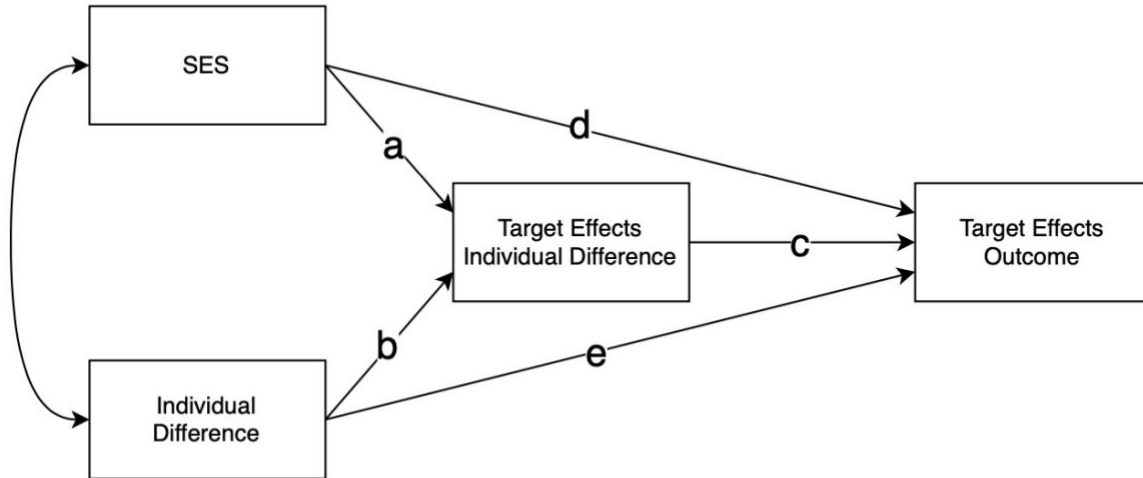 SES
d
a
Target Effects
Individual Difference
c
Target Effects
Outcome
b
e
Individual
Difference